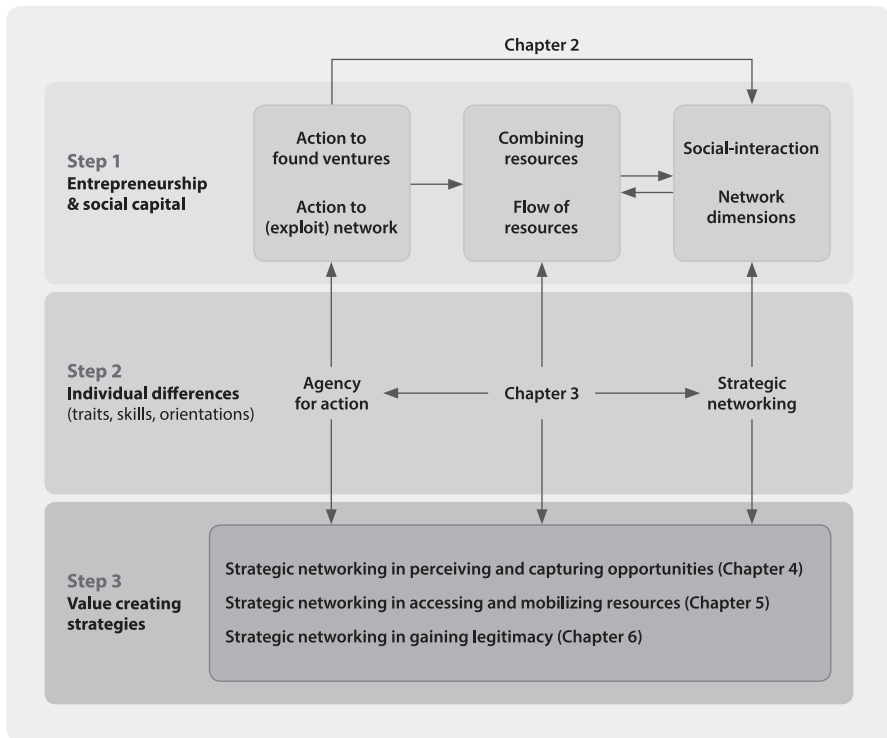 Chapter 2
Step 1
Entrepreneurship
& social capital
Action to
found ventures
Action to
(exploit) network
Combining
resources
Flow of
resources
Social-interaction
Network
dimensions
Step 2
Individual differences
(traits, skills, orientations)
Agency
for action
Chapter 3
Strategic
networking
Step 3
Value creating
strategies
Strategic networking in perceiving and capturing opportunities (Chapter 4)
Strategic networking in accessing and mobilizing resources (Chapter 5)
Strategic networking in gaining legitimacy (Chapter 6)